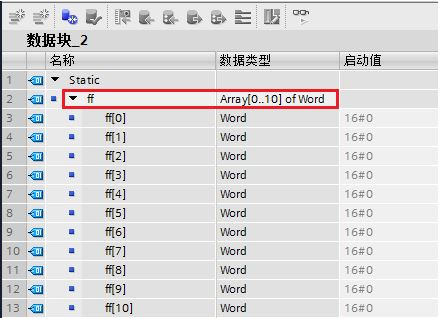 数据块_2
名称 数据类型 启动值
1 Static
2 ff Array[0..10] of Word
3 ff[0] Word 16#0
4 ff[1] Word 16#0
5 ff[2] Word 16#0
6 ff[3] Word 16#0
7 ff[4] Word 16#0
8 ff[5] Word 16#0
9 ff[6] Word 16#0
10 ff[7] Word 16#0
11 ff[8] Word 16#0
12 ff[9] Word 16#0
13 ff[10] Word 16#0